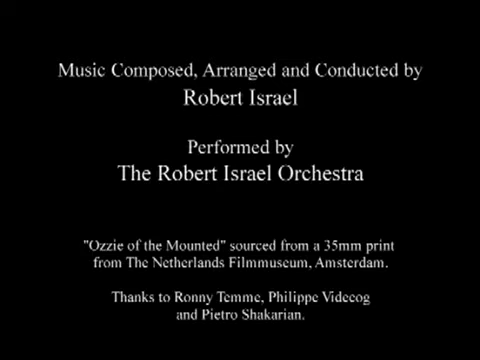 Music Composed, Arranged and Conducted by
Robert Israel
Performed by
The Robert Israel Orchestra
"Ozzie of the Mounted" sourced from a 35mm print
from The Netherlands Filmmuseum, Amsterdam.
Thanks to Ronny Temme, Philippe Videcog
and Pietro Shakarian.